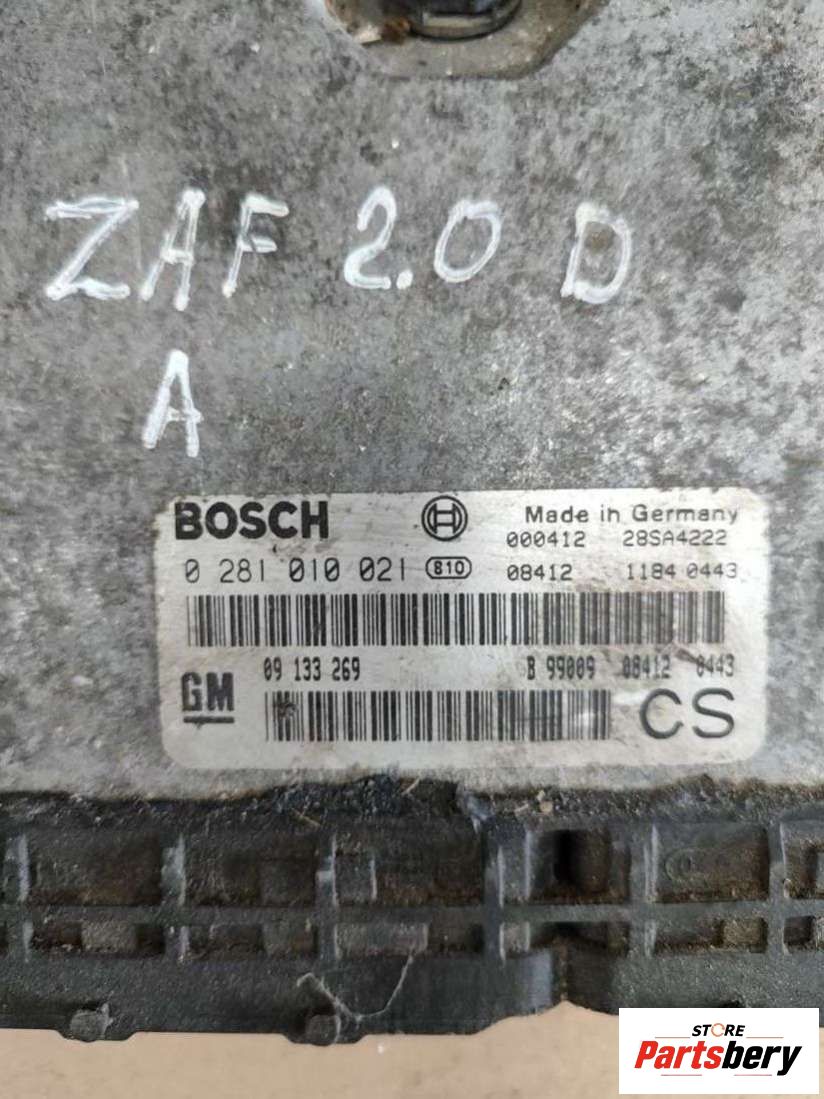 ZAF 2.0 D
A
BOSCH Made in Germany
000412 28SA4222
0 281 010 021 B10 08412 1184 0443
09 133 269 B 99009 08412 0443
GM CS
STORE
Partsbery